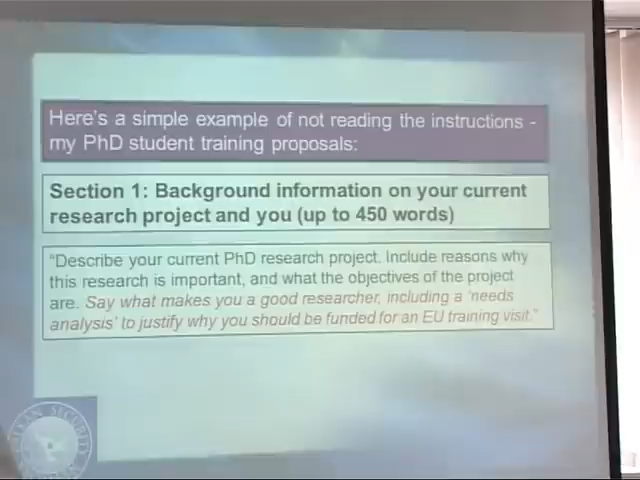 Here's a simple example of not reading the instructions -
my PhD student training proposals:
Section 1: Background information on your current
research project and you (up to 450 words)
“Describe your current PhD research project. Include reasons why
this research is important, and what the objectives of the project
are. Say what makes you a good researcher, including a 'needs
analysis' to justify why you should be funded for an EU training visit.”
SECURITY